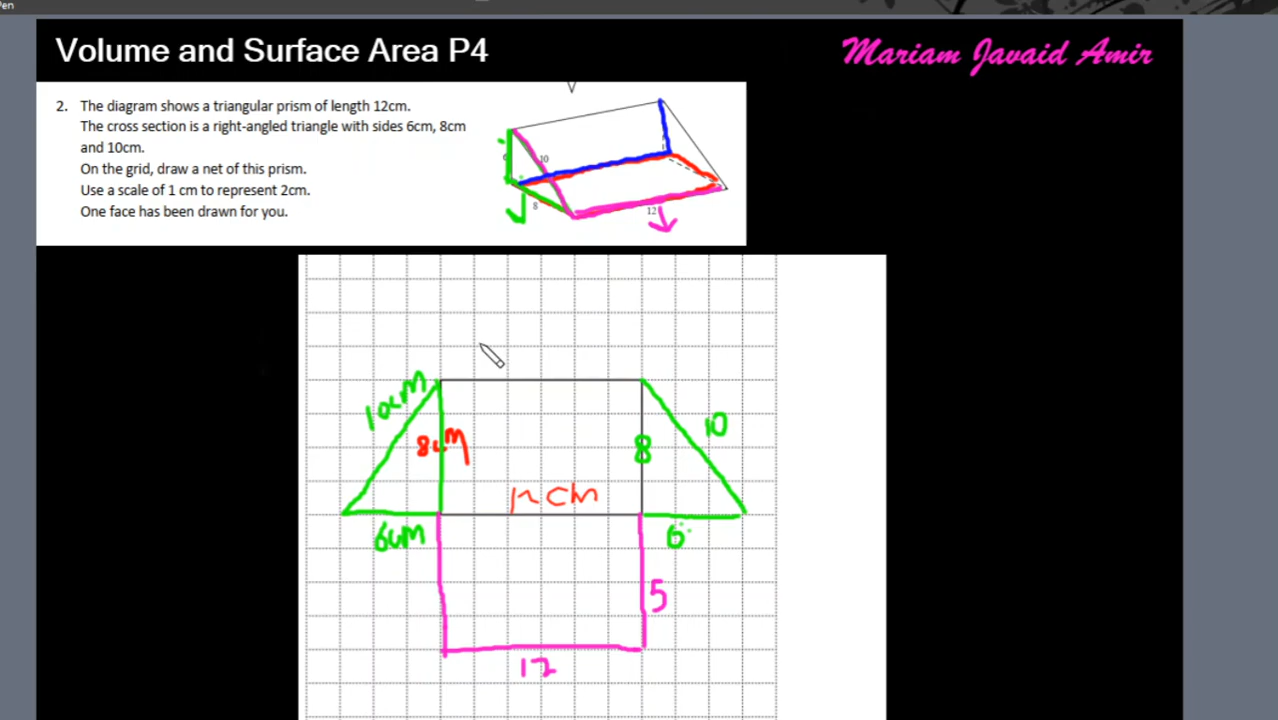 Pen
Volume and Surface Area P4
Mariam Javaid Amir
2. The diagram shows a triangular prism of length 12cm.
The cross section is a right-angled triangle with sides 6cm, 8cm
and 10cm.
On the grid, draw a net of this prism.
Use a scale of 1 cm to represent 2cm.
One face has been drawn for you.
10
8
12
10cm
8cm
8
10
12cm
6cm
6
5
12